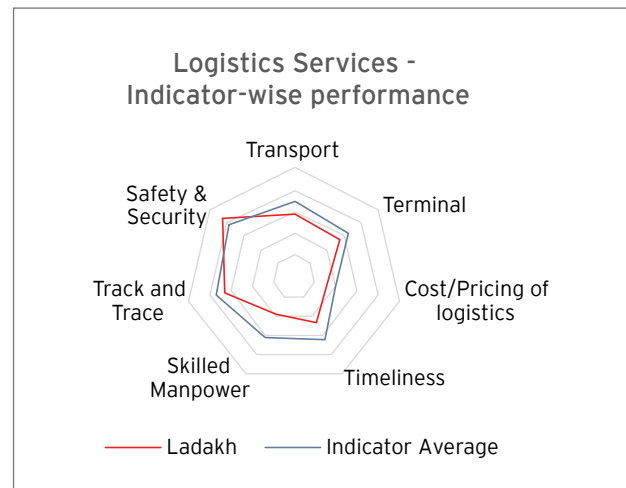 Logistics Services -
Indicator-wise performance
Transport
Safety &
Security
Terminal
Track and
Trace
Cost/Pricing of
logistics
Skilled
Manpower
Timeliness
Ladakh
Indicator Average